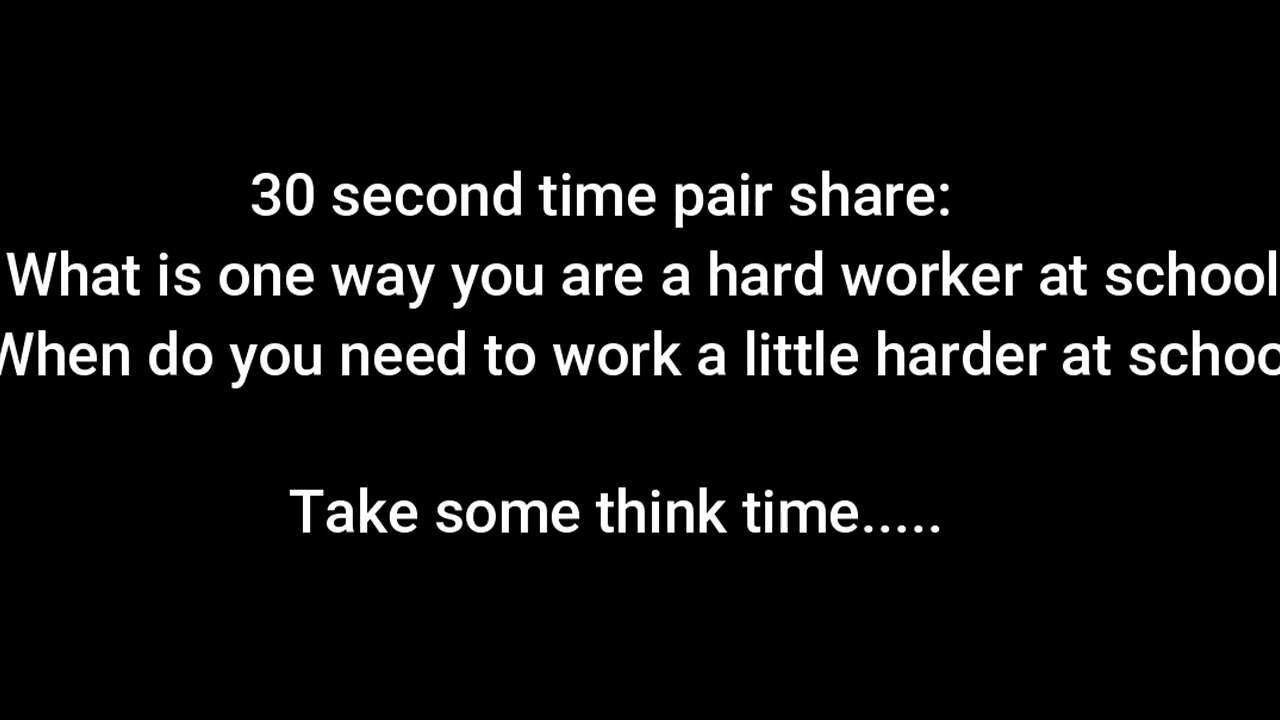 30 second time pair share:
What is one way you are a hard worker at school
When do you need to work a little harder at schoo
Take some think time.....